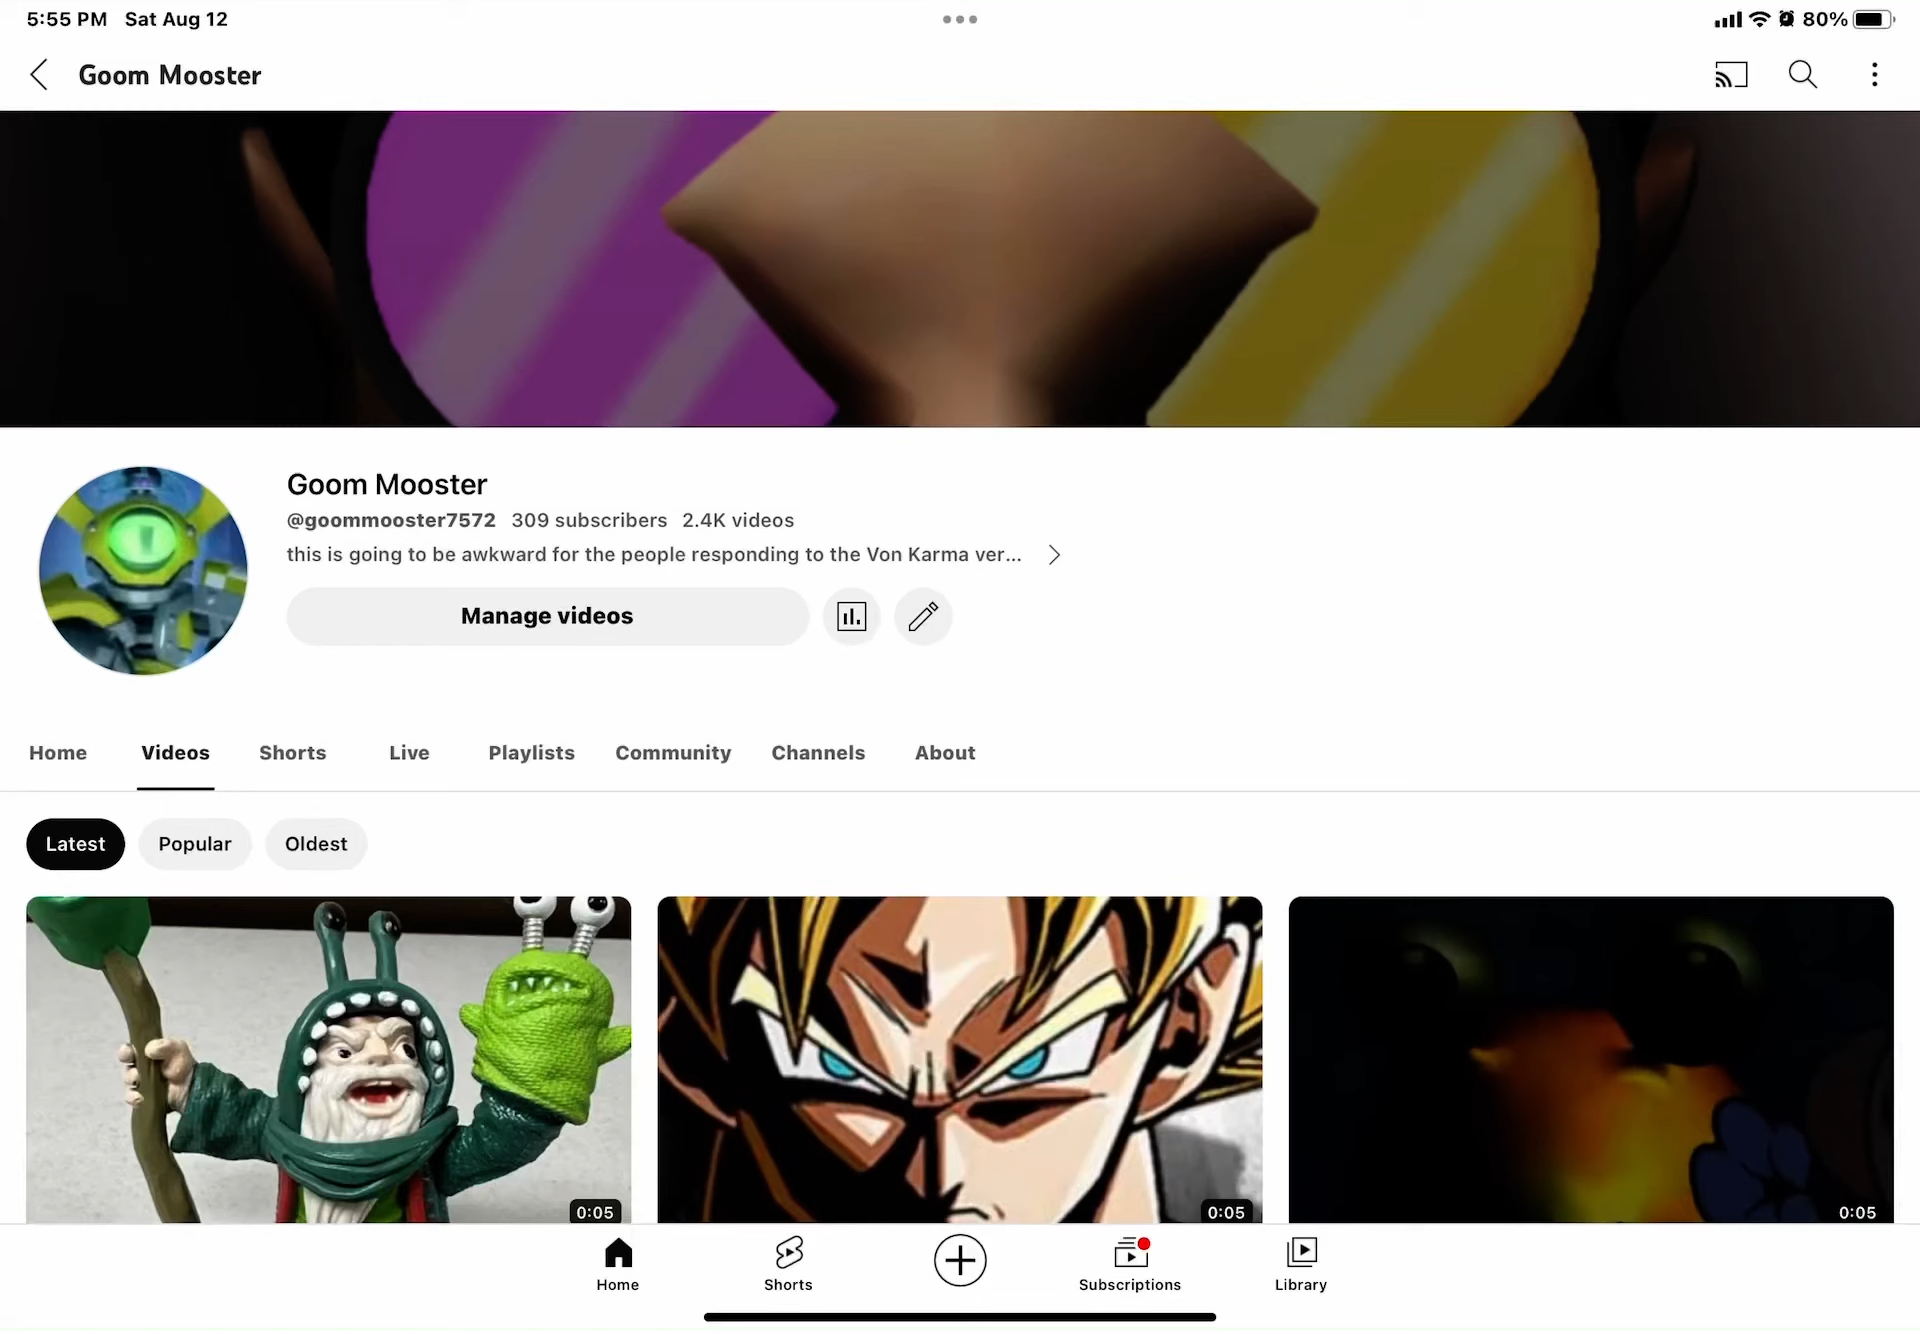 5:55 PM Sat Aug 12
80%
Goom Mooster
Goom Mooster
@goommooster7572 309 subscribers 2.4K videos
this is going to be awkward for the people responding to the Von Karma ver...
Manage videos
Home Videos Shorts Live Playlists Community Channels About
Latest Popular Oldest
0:05 0:05 0:05
Home Shorts Subscriptions Library